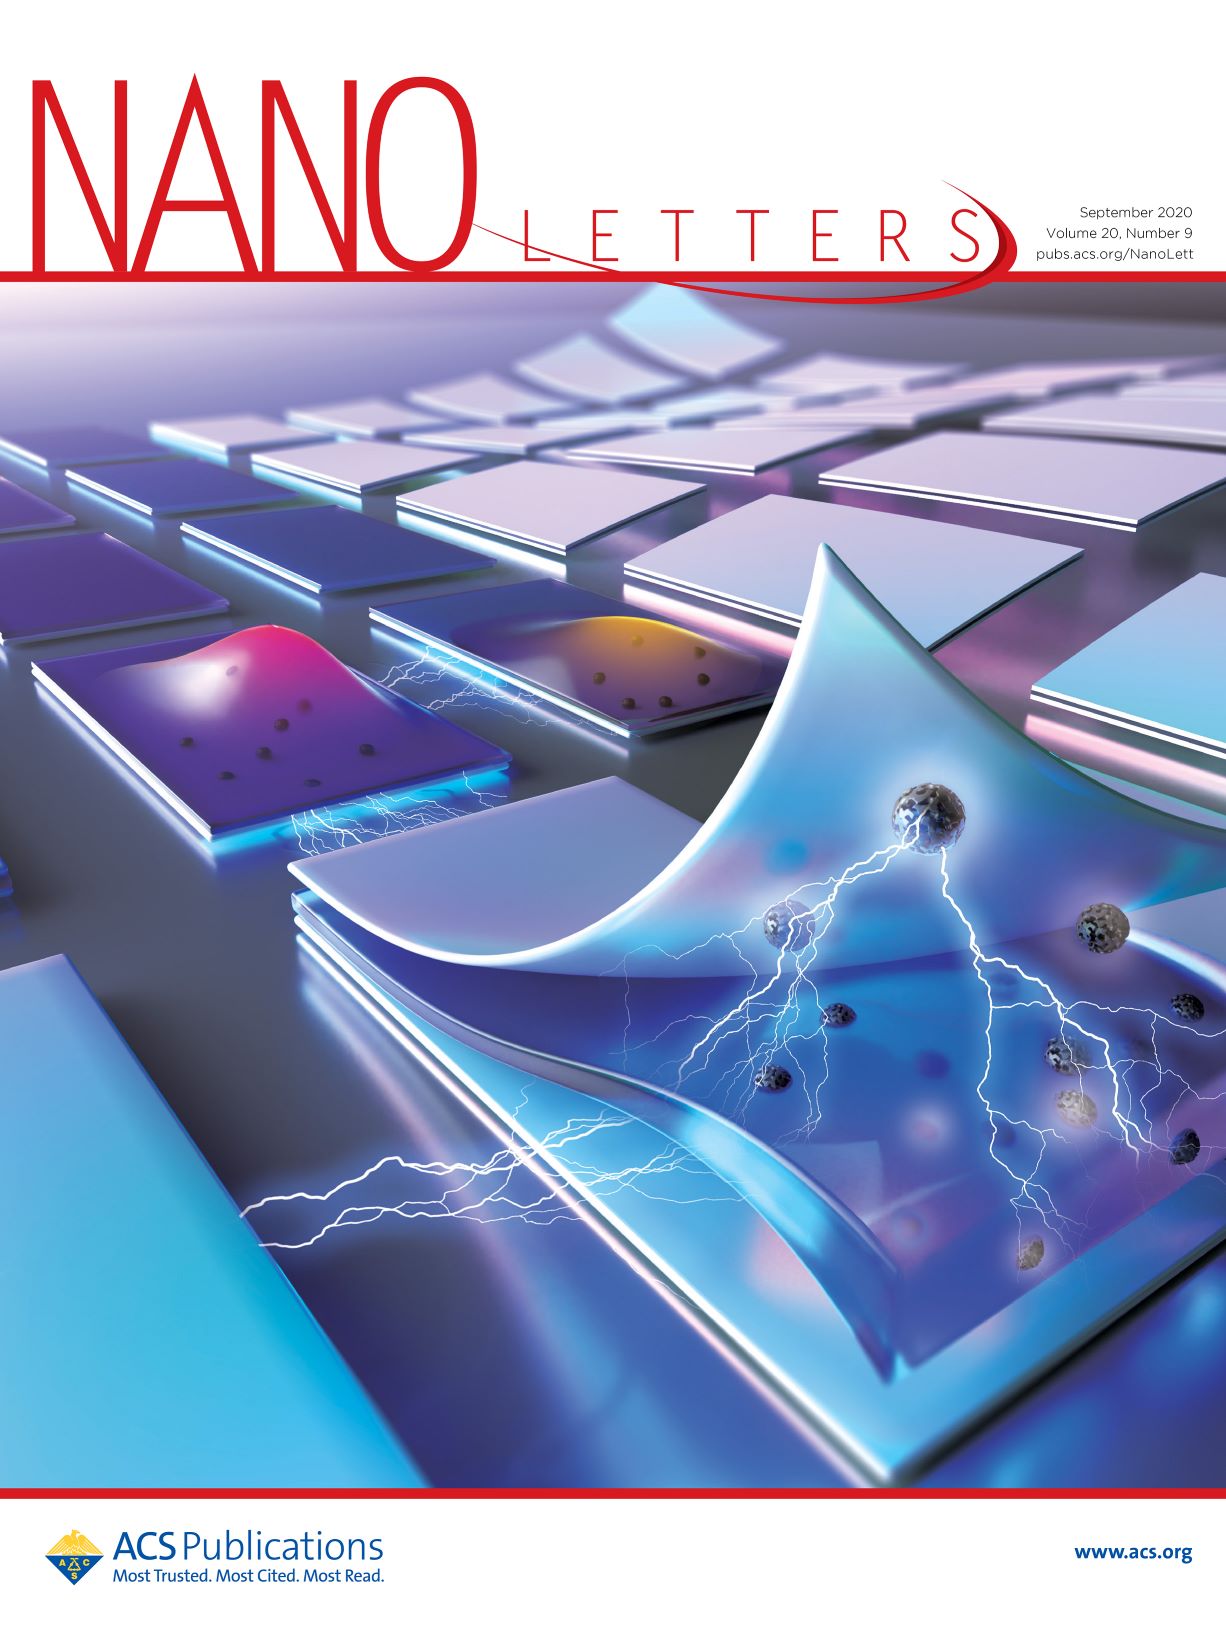 NANO LETTERS
September 2020
Volume 20, Number 9
pubs.acs.org/NanoLett
A C
S
ACS Publications
Most Trusted. Most Cited. Most Read.
www.acs.org